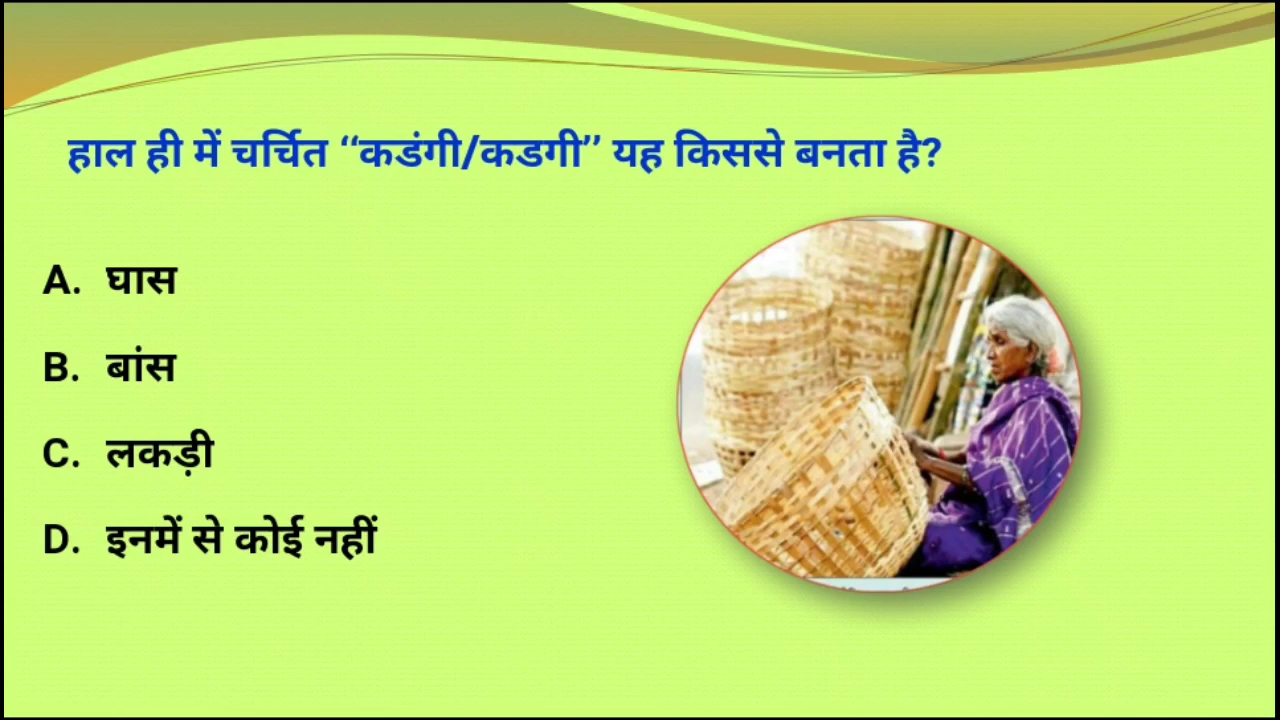 हाल ही में चर्चित “कडंगी/कडगी” यह किससे बनता है?
A. घास
B. बांस
C. लकड़ी
D. इनमें से कोई नहीं